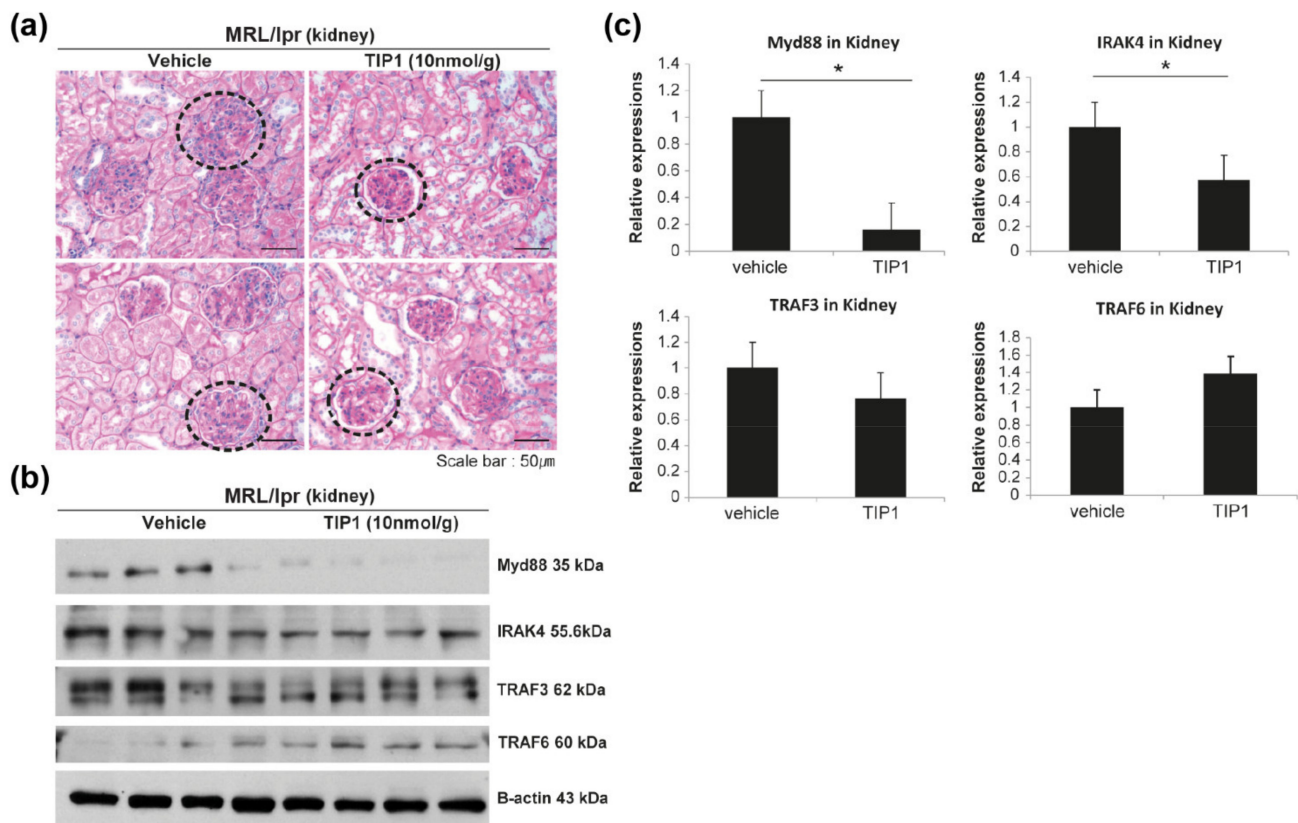 (a)
MRL/lpr (kidney)
Vehicle TIP1 (10nmol/g)
Scale bar : 50㎛
(b)
MRL/lpr (kidney)
Vehicle TIP1 (10nmol/g)
Myd88 35 kDa
IRAK4 55.6kDa
TRAF3 62 kDa
TRAF6 60 kDa
B-actin 43 kDa
(c)
Myd88 in Kidney
Relative expressions
1.4
1.2
1
0.8
0.6
0.4
0.2
0
*
vehicle TIP1
IRAK4 in Kidney
Relative expressions
1.4
1.2
1
0.8
0.6
0.4
0.2
0
*
vehicle TIP1
TRAF3 in Kidney
Relative expressions
1.4
1.2
1
0.8
0.6
0.4
0.2
0
vehicle TIP1
TRAF6 in Kidney
Relative expressions
1.8
1.6
1.4
1.2
1
0.8
0.6
0.4
0.2
0
vehicle TIP1